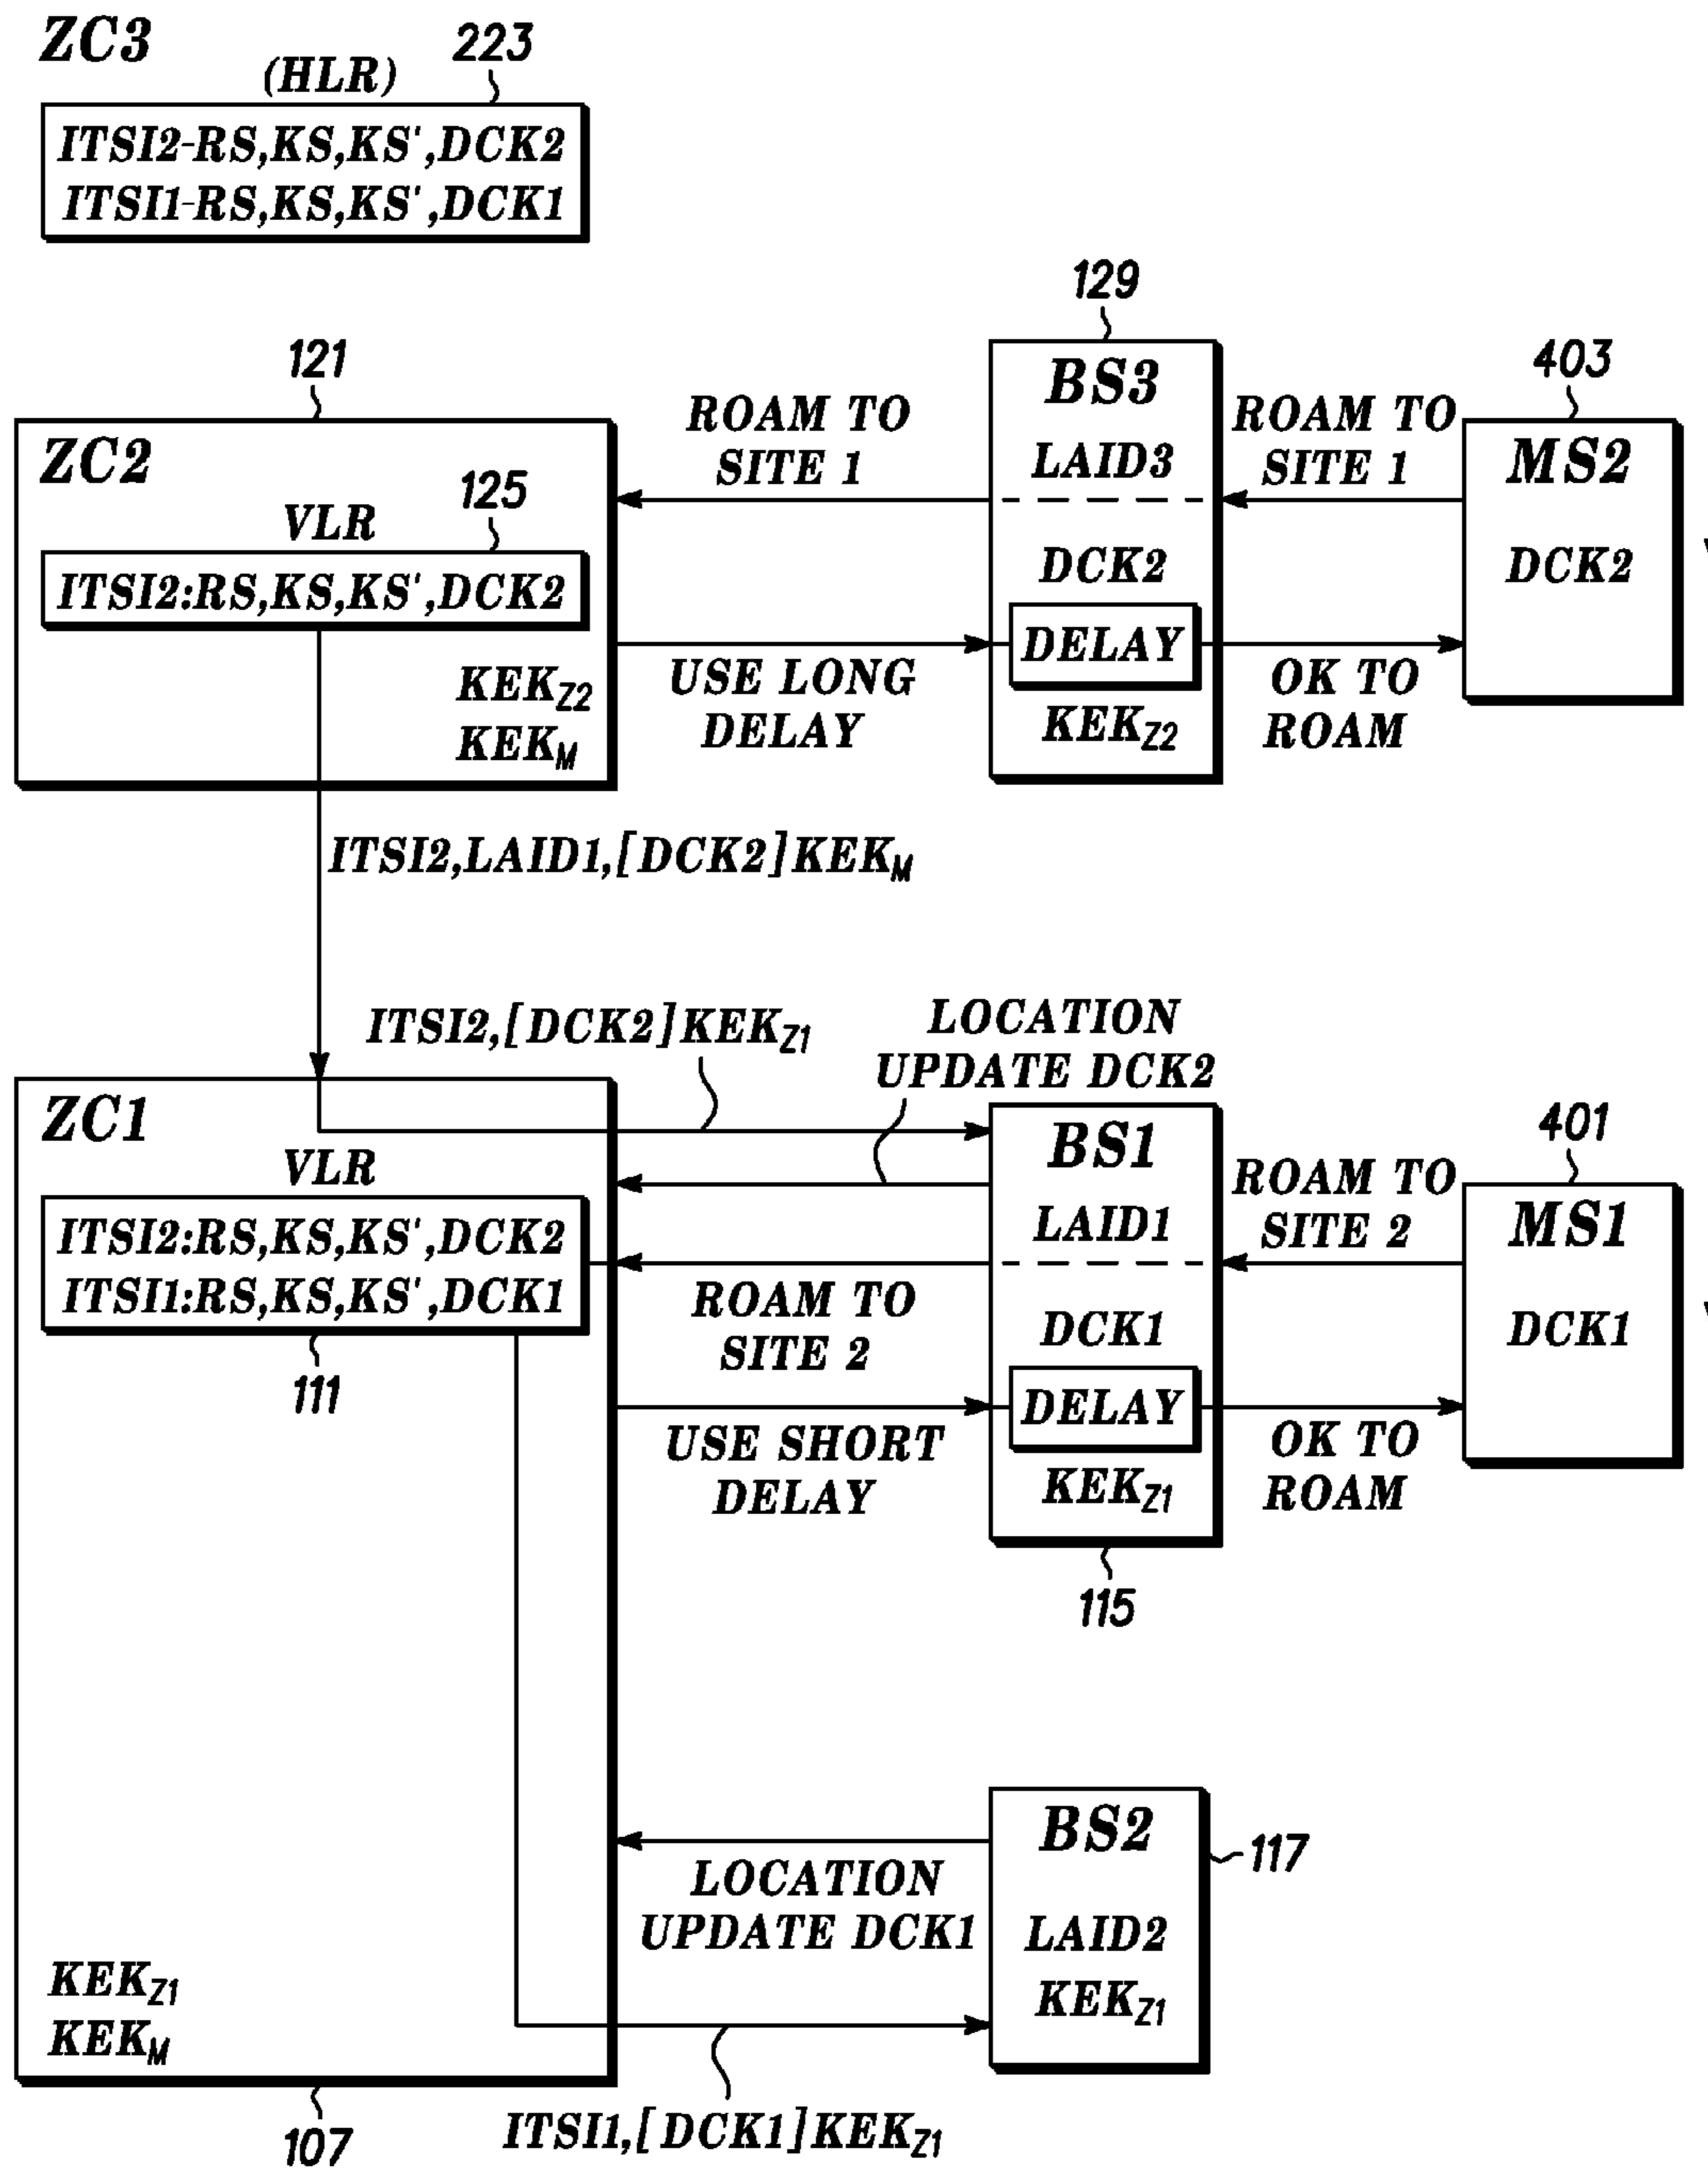 ZC3
(HLR)
223
ITSI2-RS,KS,KS',DCK2
ITSI1-RS,KS,KS',DCK1
121
ZC2
125
VLR
ITSI2:RS,KS,KS',DCK2
KEKZ2
KEKM
ROAM TO
SITE 1
USE LONG
DELAY
129
BS3
LAID3
DCK2
DELAY
KEKZ2
ROAM TO
SITE 1
OK TO
ROAM
403
MS2
DCK2
ITSI2,LAID1,[DCK2]KEKM
ITSI2,[DCK2]KEKZ1
LOCATION
UPDATE DCK2
ZC1
VLR
ITSI2:RS,KS,KS',DCK2
ITSI1:RS,KS,KS',DCK1
111
ROAM TO
SITE 2
USE SHORT
DELAY
BS1
LAID1
DCK1
DELAY
KEKZ1
115
ROAM TO
SITE 2
OK TO
ROAM
401
MS1
DCK1
LOCATION
UPDATE DCK1
BS2
LAID2
KEKZ1
117
KEKZ1
KEKM
107
ITSI1,[DCK1]KEKZ1